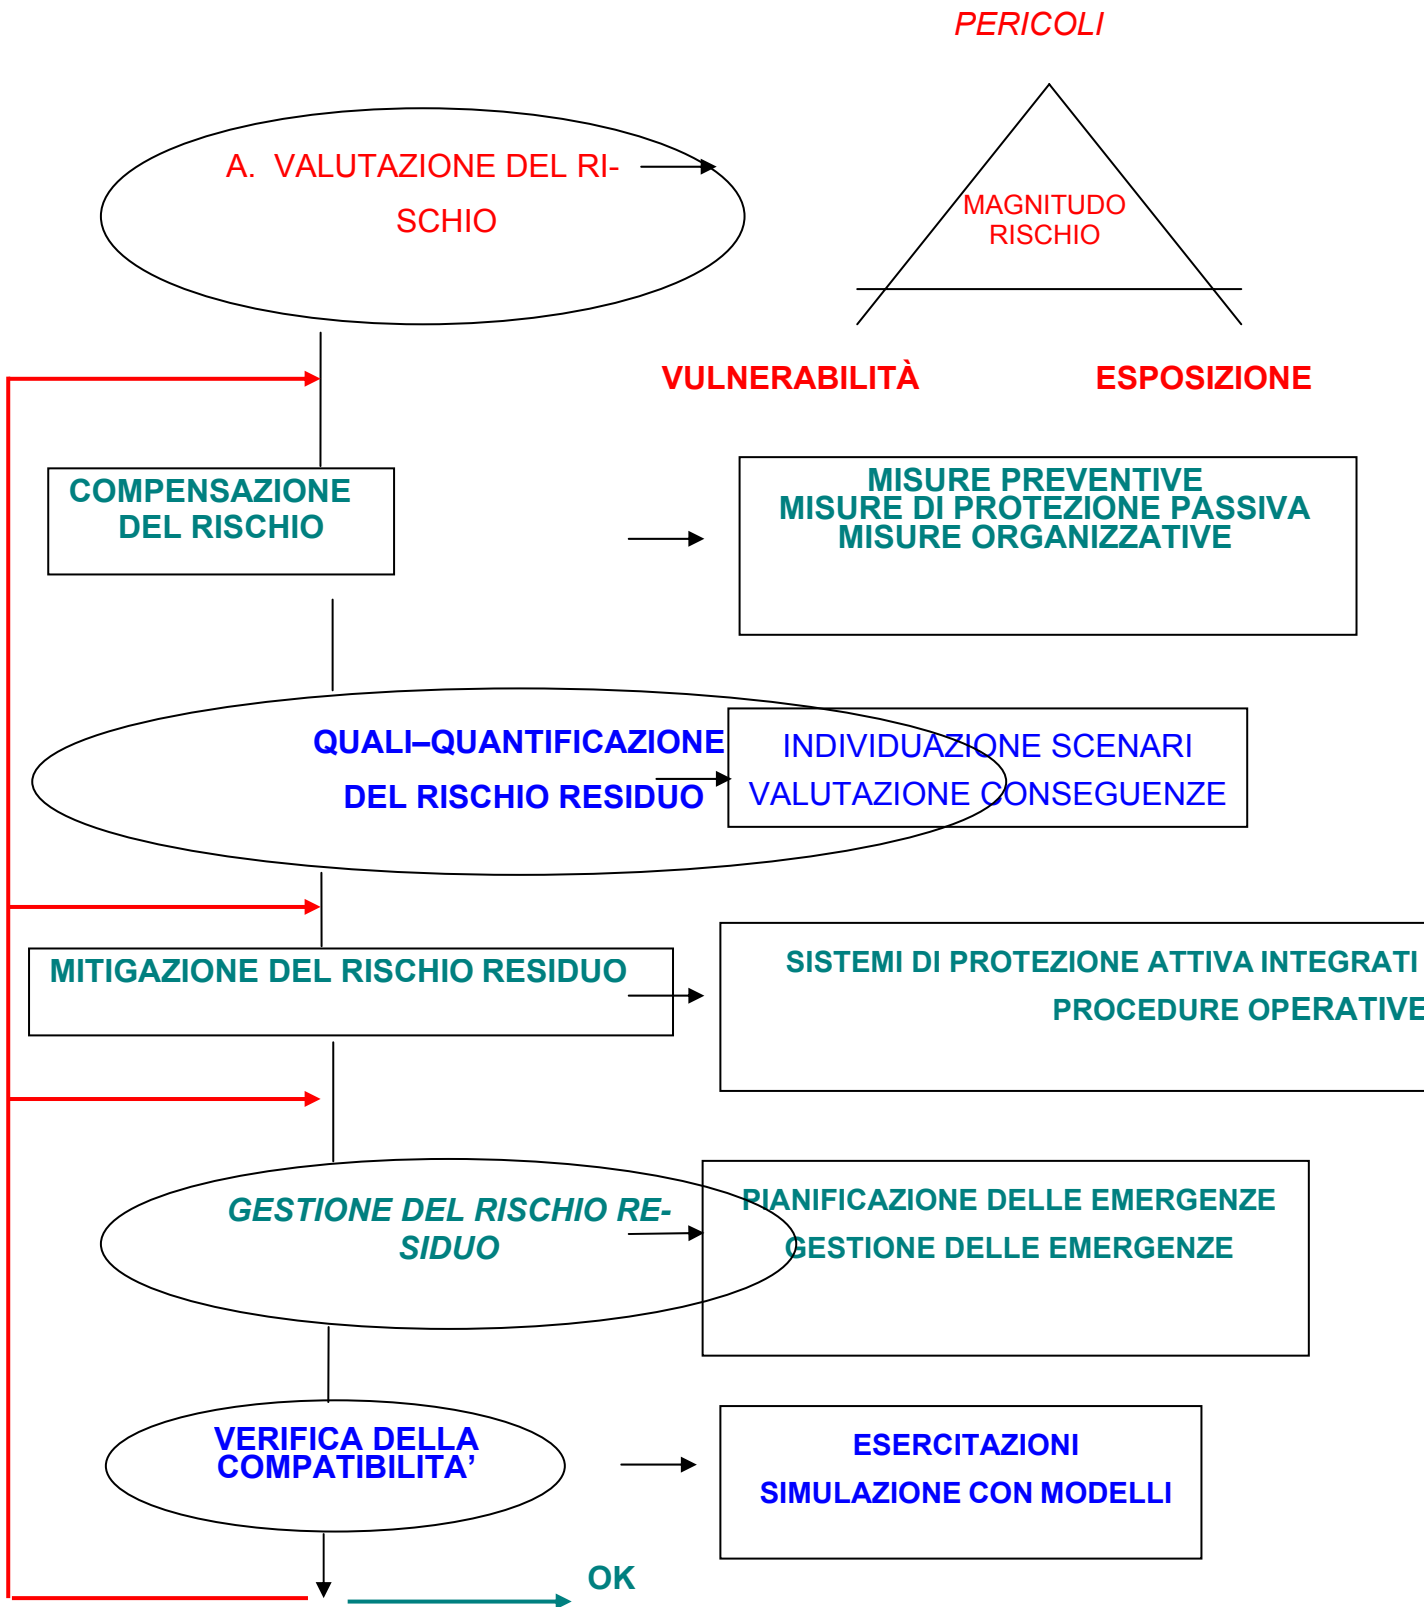 PERICOLI
A. VALUTAZIONE DEL RI-
SCHIO
MAGNITUDO
RISCHIO
VULNERABILITÀ
ESPOSIZIONE
COMPENSAZIONE
DEL RISCHIO
MISURE PREVENTIVE
MISURE DI PROTEZIONE PASSIVA
MISURE ORGANIZZATIVE
QUALI–QUANTIFICAZIONE
DEL RISCHIO RESIDUO
INDIVIDUAZIONE SCENARI
VALUTAZIONE CONSEGUENZE
MITIGAZIONE DEL RISCHIO RESIDUO
SISTEMI DI PROTEZIONE ATTIVA INTEGRATI
PROCEDURE OPERATIVE
GESTIONE DEL RISCHIO RE-
SIDUO
PIANIFICAZIONE DELLE EMERGENZE
GESTIONE DELLE EMERGENZE
VERIFICA DELLA
COMPATIBILITA’
ESERCITAZIONI
SIMULAZIONE CON MODELLI
OK